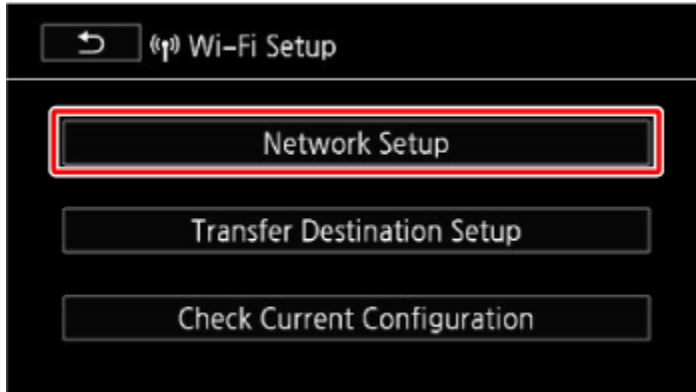 Wi-Fi Setup
Network Setup
Transfer Destination Setup
Check Current Configuration